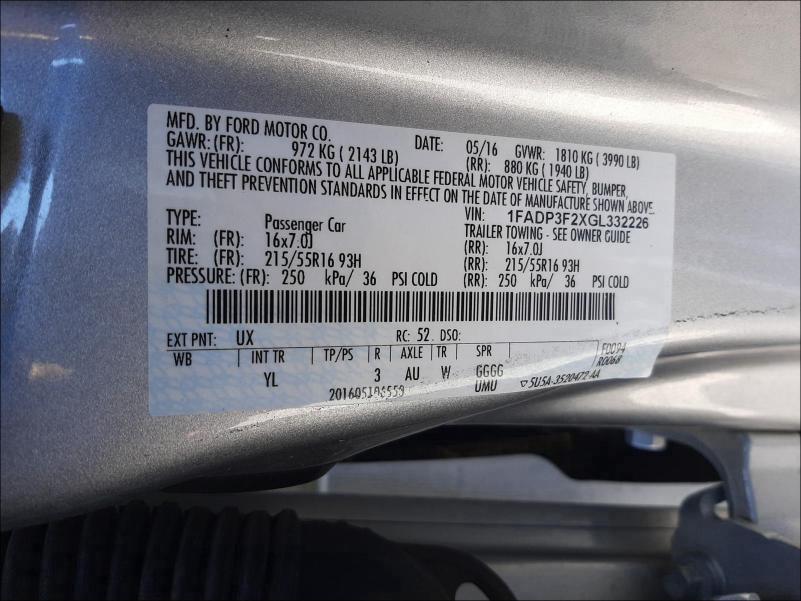 MFD. BY FORD MOTOR CO.
DATE: 05/16 GVWR: 1810 KG ( 3990 LB)
GAWR: (FR): 972 KG ( 2143 LB) (RR): 880 KG ( 1940 LB)
THIS VEHICLE CONFORMS TO ALL APPLICABLE FEDERAL MOTOR VEHICLE SAFETY, BUMPER,
AND THEFT PREVENTION STANDARDS IN EFFECT ON THE DATE OF MANUFACTURE SHOWN ABOVE.
VIN: 1FADP3F2XGL332226
TYPE: Passenger Car TRAILER TOWING - SEE OWNER GUIDE
RIM: (FR): 16x7.0J (RR): 16x7.0J
TIRE: (FR): 215/55R16 93H (RR): 215/55R16 93H
PRESSURE: (FR): 250 kPa/ 36 PSI COLD (RR): 250 kPa/ 36 PSI COLD
EXT PNT: UX RC: 52 DSO:
WB INT TR TP/PS R AXLE TR SPR
YL 3 AU W GGGG
UMU